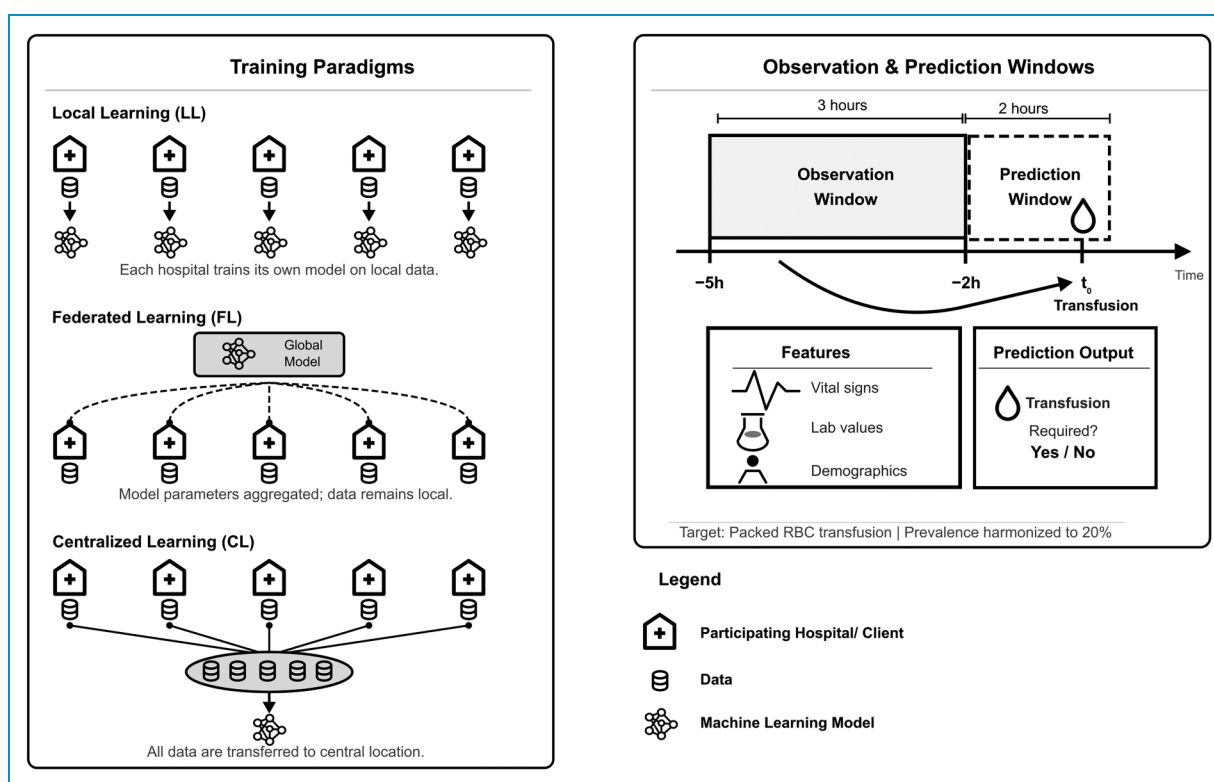 Training Paradigms
Local Learning (LL)
Each hospital trains its own model on local data.
Federated Learning (FL)
Global
Model
Model parameters aggregated; data remains local.
Centralized Learning (CL)
All data are transferred to central location.
Observation & Prediction Windows
3 hours
2 hours
Observation
Window
Prediction
Window
−5h
−2h
t₀
Time
Transfusion
Features
Vital signs
Lab values
Demographics
Prediction Output
Transfusion
Required?
Yes / No
Target: Packed RBC transfusion | Prevalence harmonized to 20%
Legend
Participating Hospital/ Client
Data
Machine Learning Model